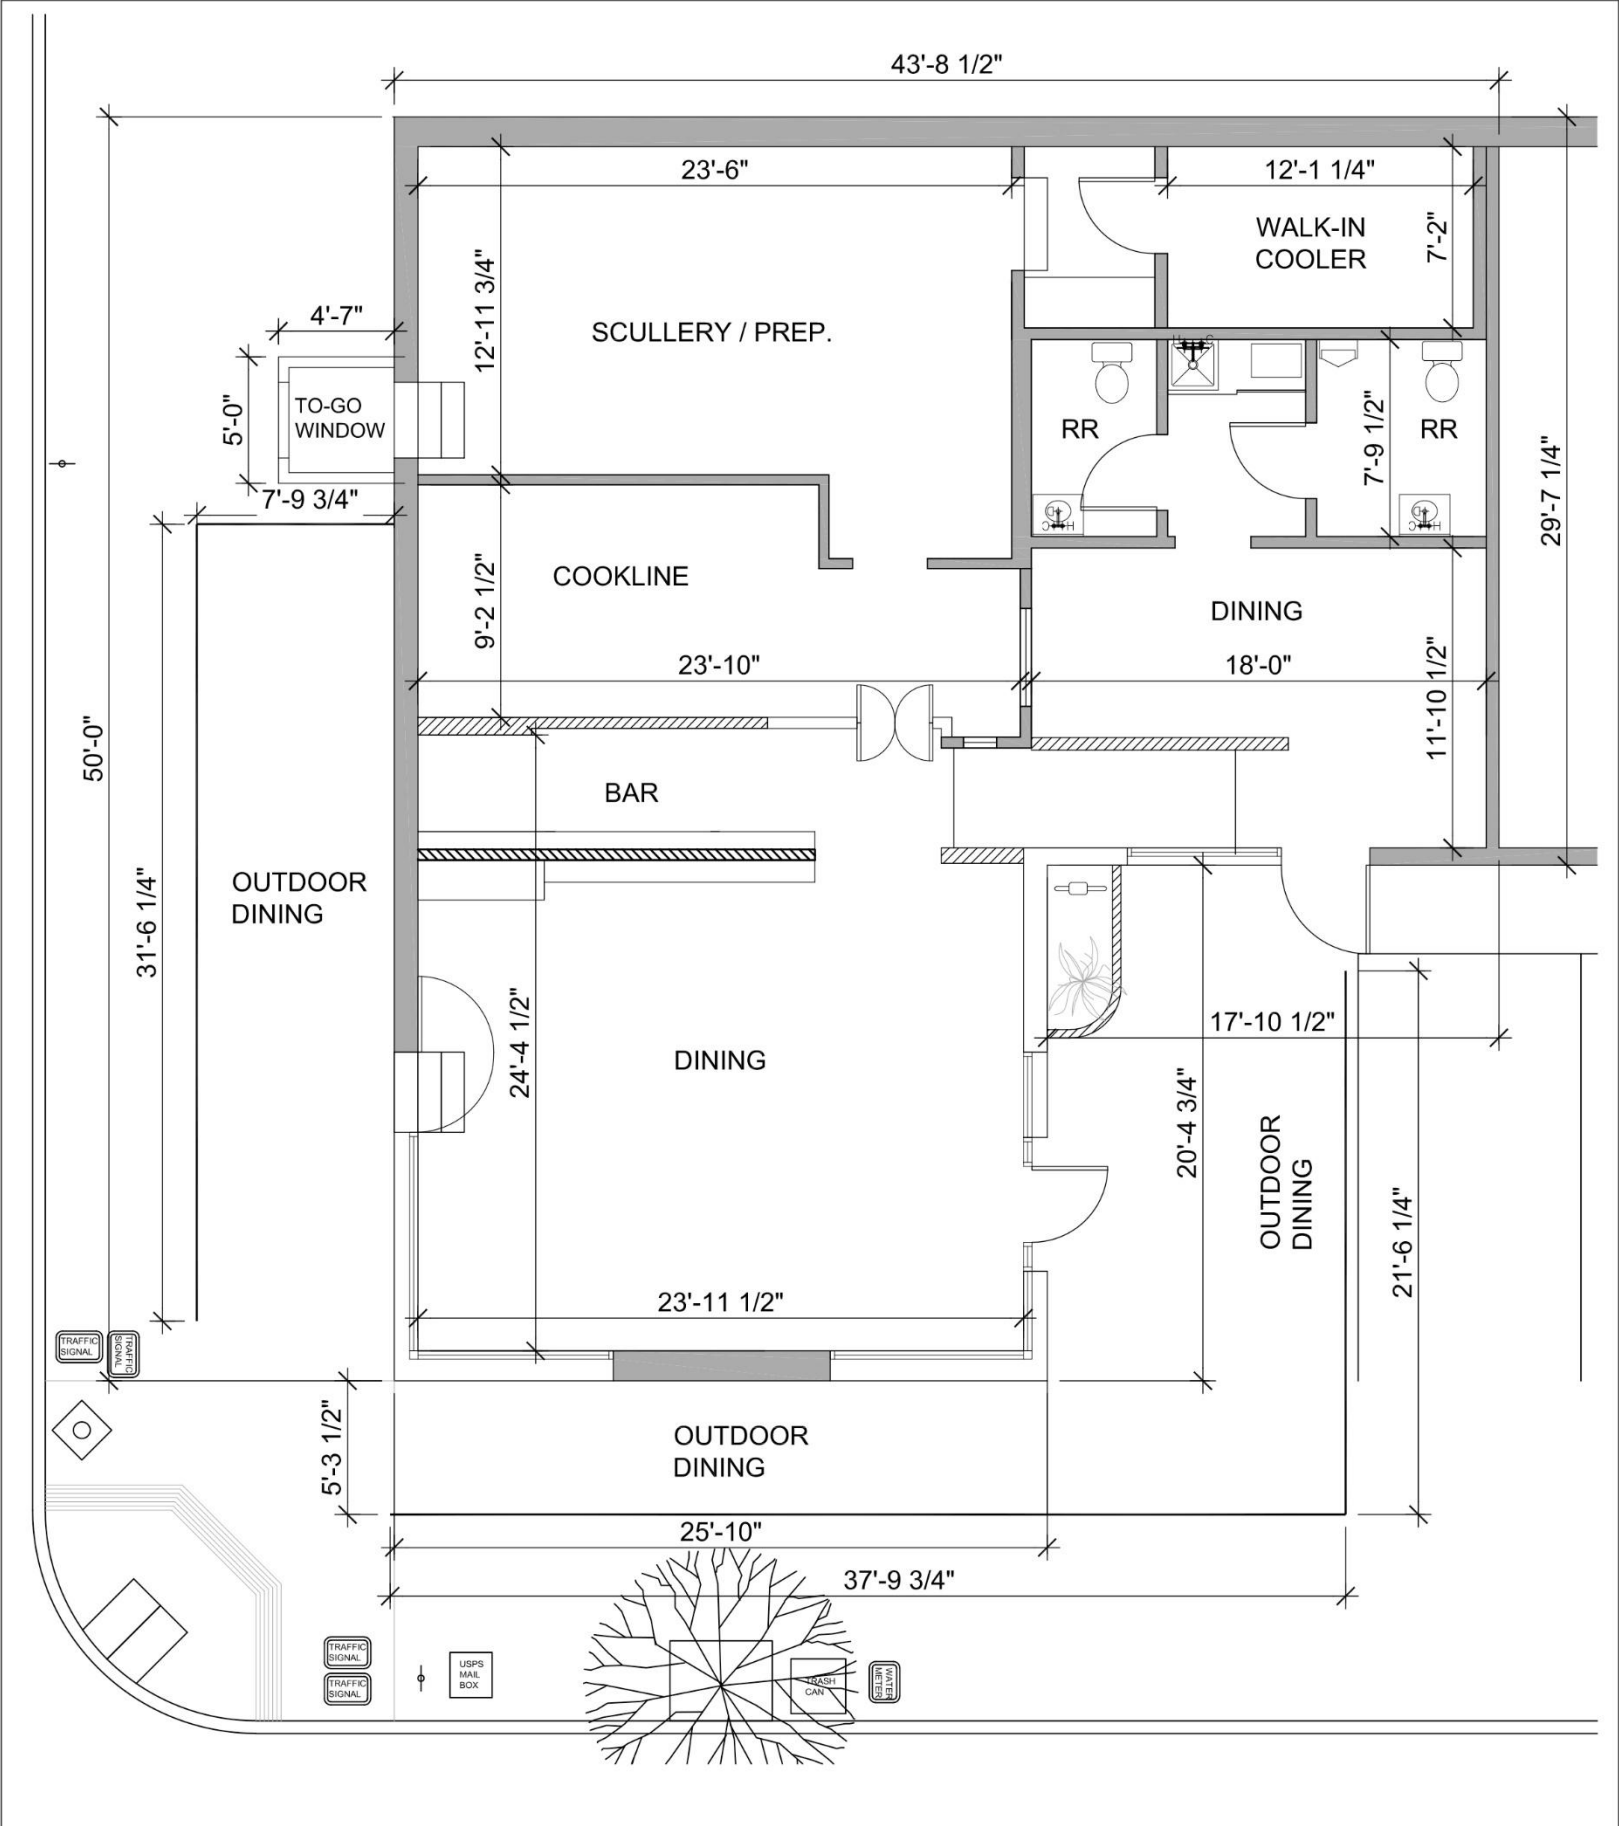 43'-8 1/2"
23'-6"
12'-1 1/4"
WALK-IN
COOLER
7'-2"
12'-11 3/4"
4'-7"
SCULLERY / PREP.
TO-GO
WINDOW
5'-0"
RR
7'-9 1/2"
RR
29'-7 1/4"
7'-9 3/4"
H
C
H
C
COOKLINE
9'-2 1/2"
DINING
23'-10"
18'-0"
11'-10 1/2"
50'-0"
BAR
OUTDOOR
DINING
31'-6 1/4"
24'-4 1/2"
DINING
17'-10 1/2"
20'-4 3/4"
OUTDOOR
DINING
21'-6 1/4"
23'-11 1/2"
TRAFFIC
SIGNAL
TRAFFIC
SIGNAL
5'-3 1/2"
OUTDOOR
DINING
25'-10"
37'-9 3/4"
TRAFFIC
SIGNAL
TRAFFIC
SIGNAL
USPS
MAIL
BOX
TRASH
CAN
WATER
METER